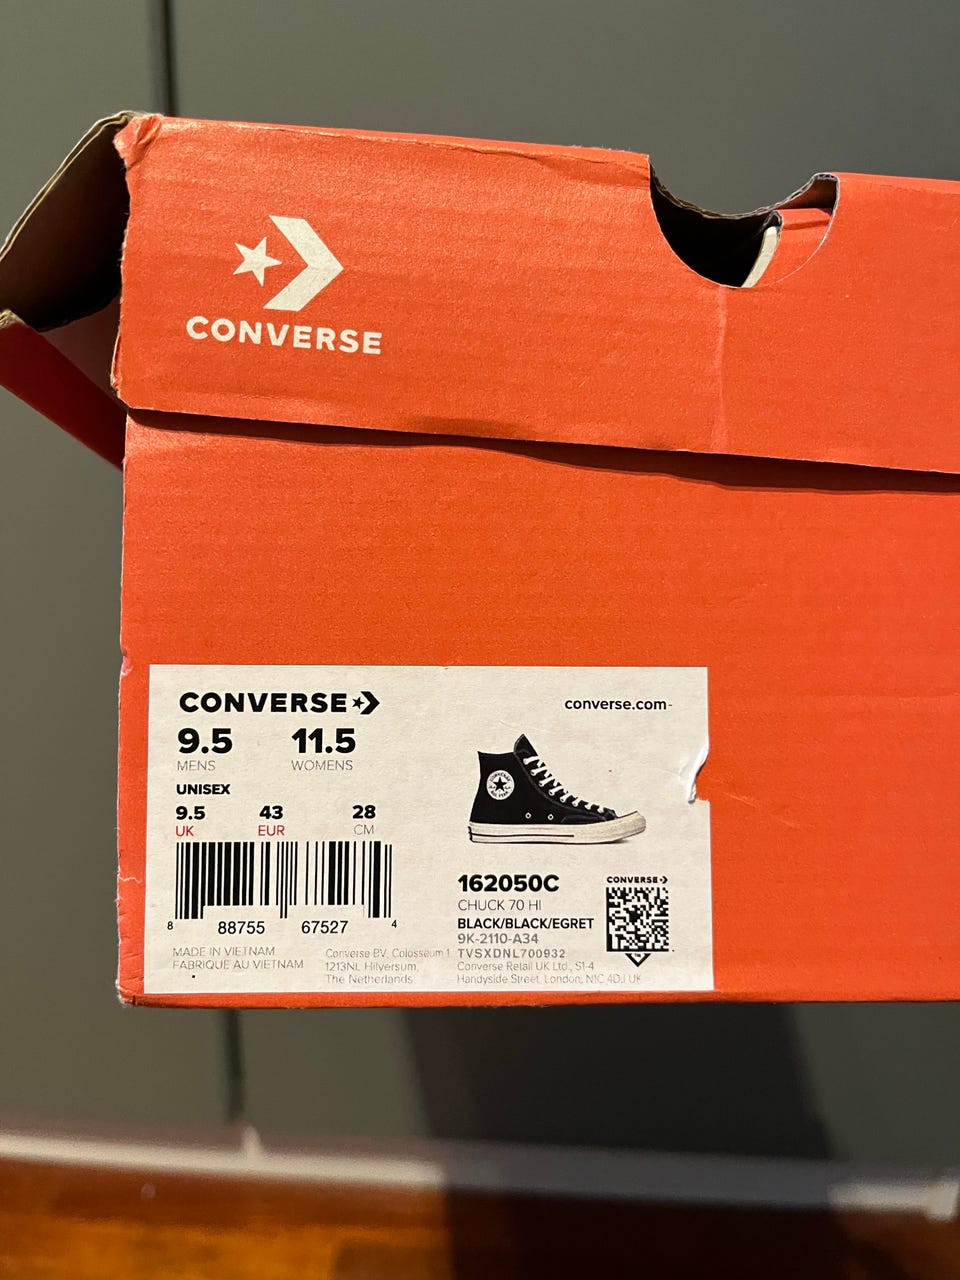 CONVERSE
CONVERSE
converse.com
9.5 11.5
MENS WOMENS
UNISEX
9.5 43 28
UK EUR CM
8 88755 67527 4
162050C
CHUCK 70 HI
BLACK/BLACK/EGRET
9K-2110-A34
TVSXDNL700932
CONVERSE
MADE IN VIETNAM
FABRIQUE AU VIETNAM
Converse BV, Colosseum 1
1213NL Hilversum,
The Netherlands
Converse Retail UK Ltd., S1-4
Handyside Street, London, N1C 4DJ UK